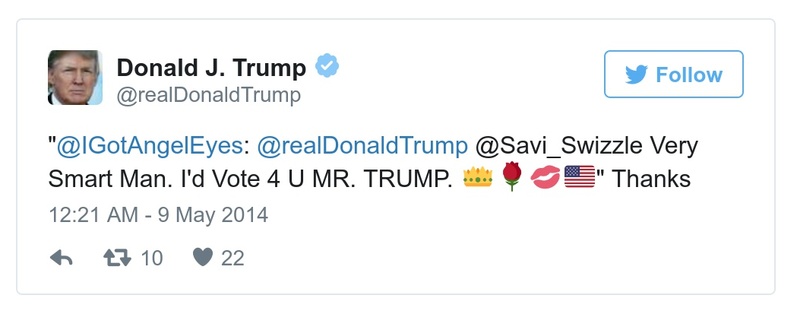 Donald J. Trump
@realDonaldTrump
Follow
"@IGotAngelEyes: @realDonaldTrump @Savi_Swizzle Very
Smart Man. I'd Vote 4 U MR. TRUMP. 👑🌹💋🇺🇸" Thanks
12:21 AM - 9 May 2014
10 22